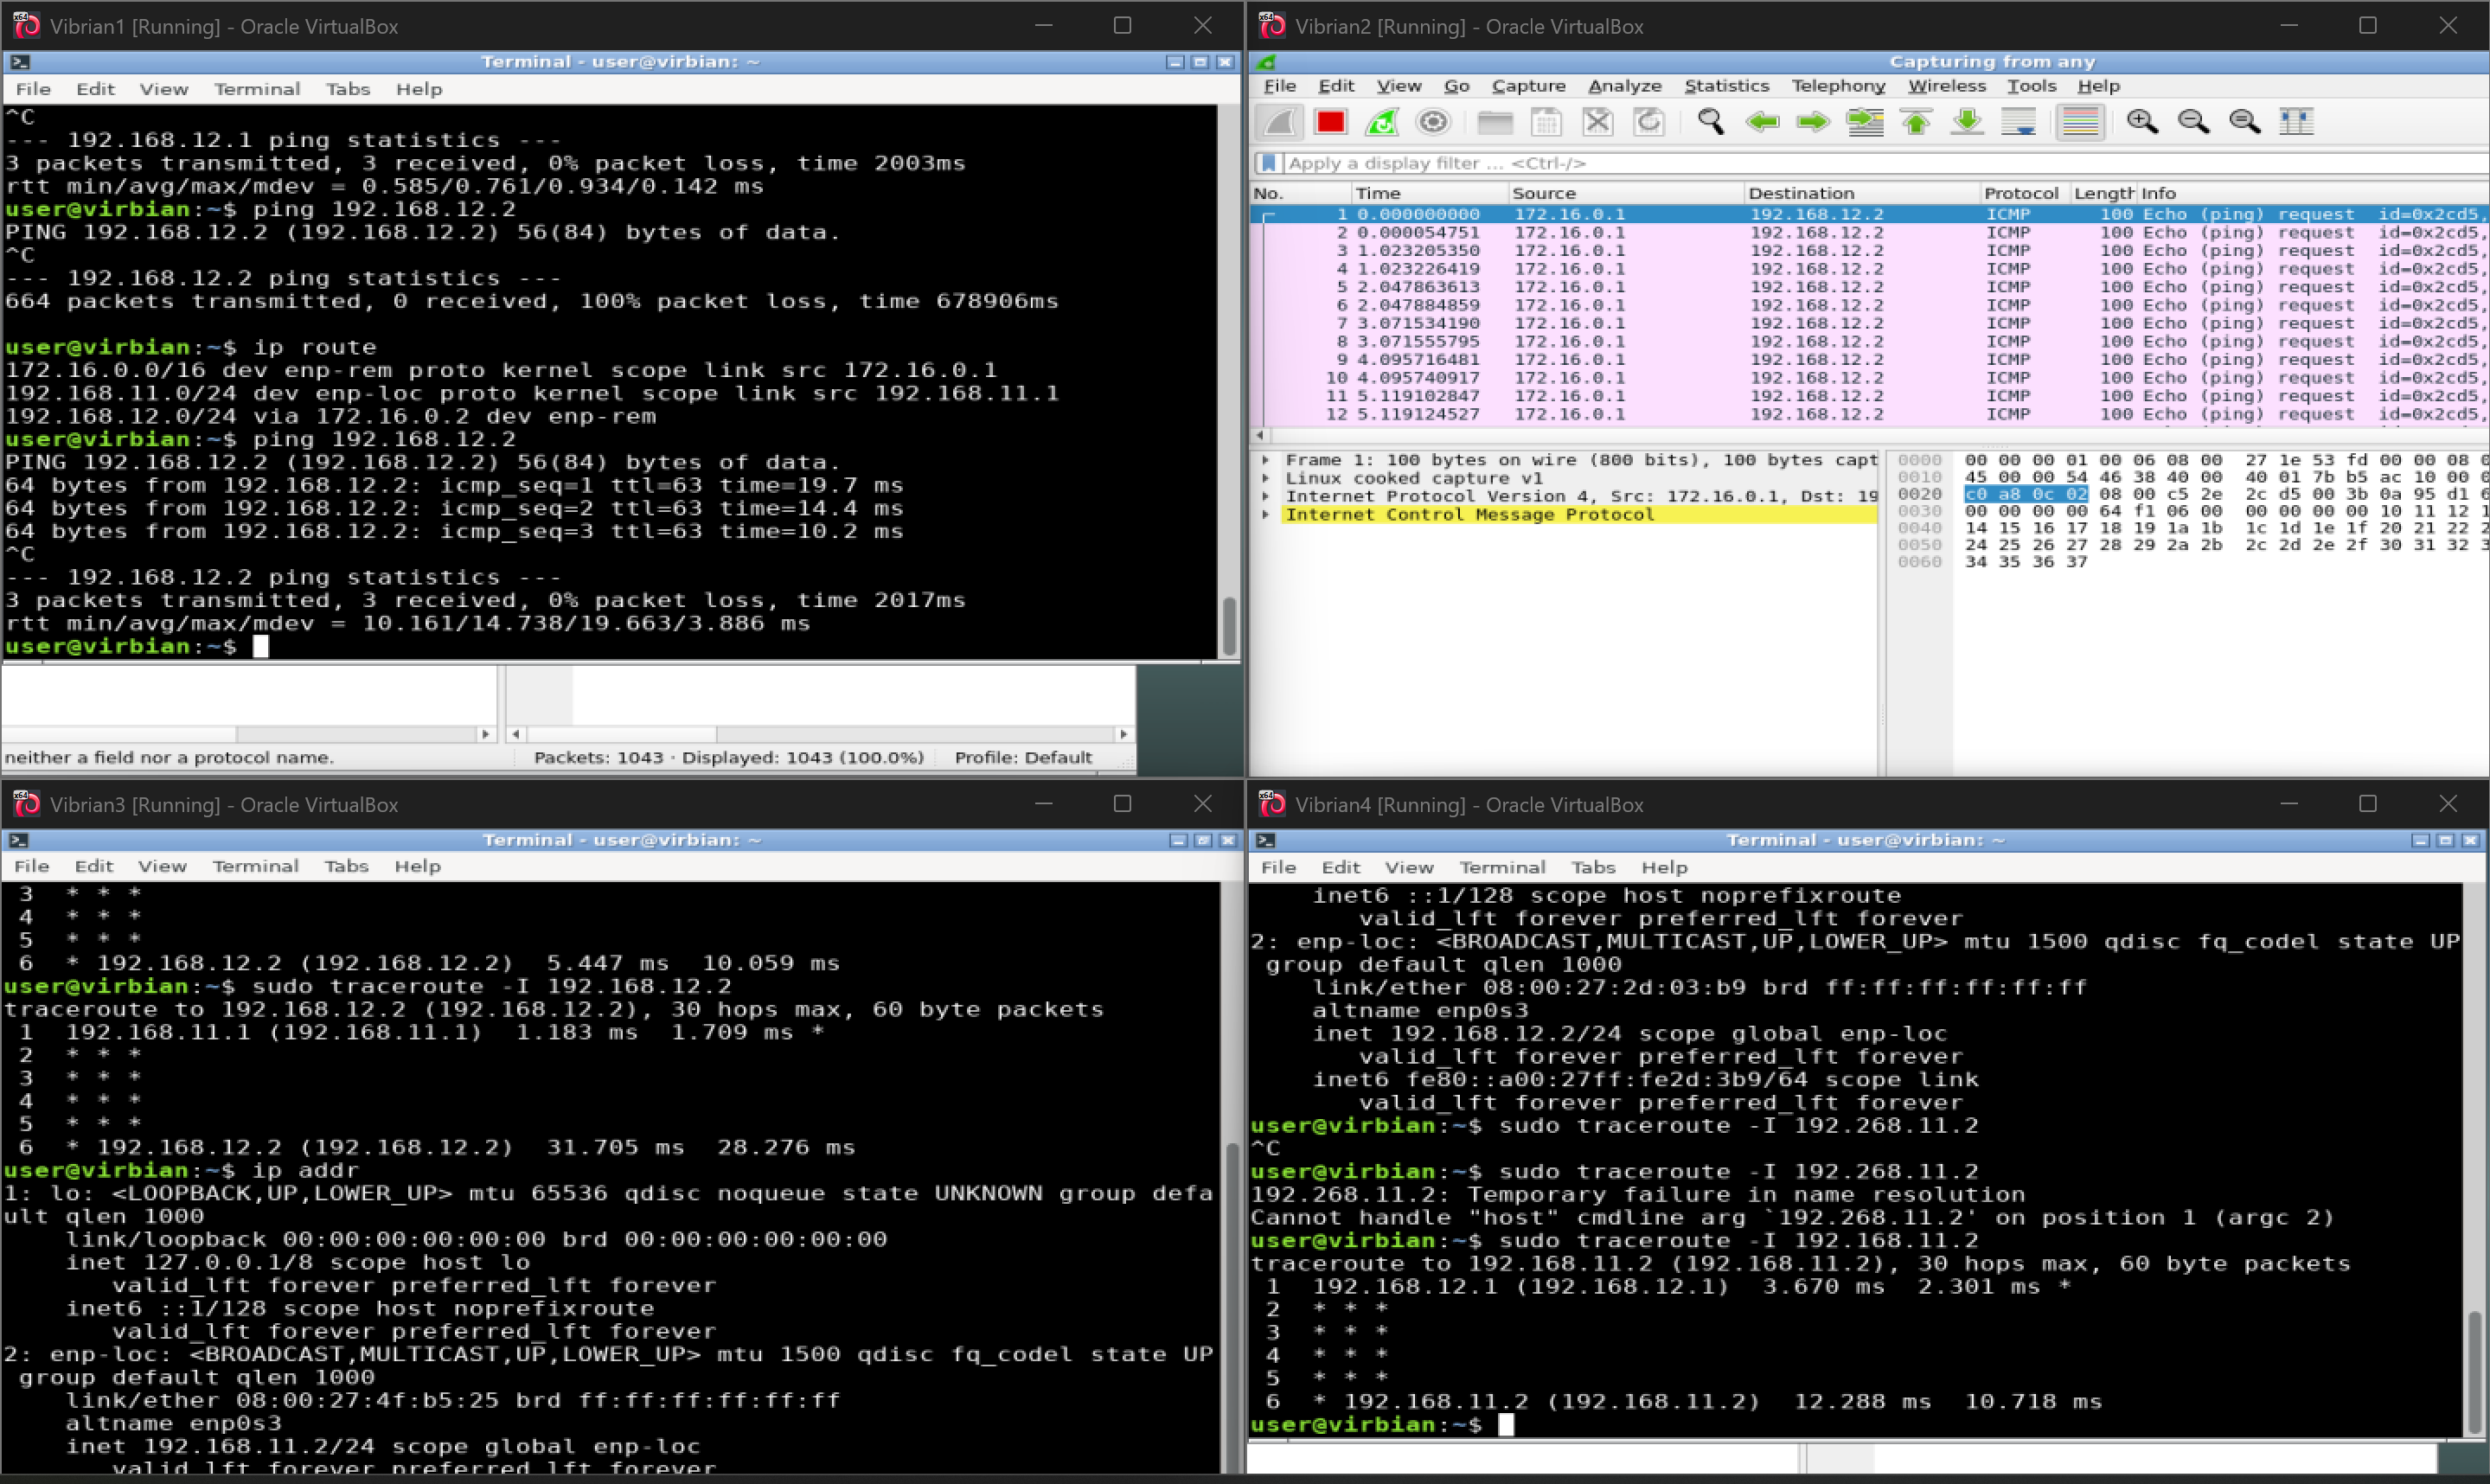 Vibrian1 [Running] - Oracle VirtualBox
Terminal - user@virbian: ~
File Edit View Terminal Tabs Help
^C
--- 192.168.12.1 ping statistics ---
3 packets transmitted, 3 received, 0% packet loss, time 2003ms
rtt min/avg/max/mdev = 0.585/0.761/0.934/0.142 ms
user@virbian:~$ ping 192.168.12.2
PING 192.168.12.2 (192.168.12.2) 56(84) bytes of data.
^C
--- 192.168.12.2 ping statistics ---
664 packets transmitted, 0 received, 100% packet loss, time 678906ms
user@virbian:~$ ip route
172.16.0.0/16 dev enp-rem proto kernel scope link src 172.16.0.1
192.168.11.0/24 dev enp-loc proto kernel scope link src 192.168.11.1
192.168.12.0/24 via 172.16.0.2 dev enp-rem
user@virbian:~$ ping 192.168.12.2
PING 192.168.12.2 (192.168.12.2) 56(84) bytes of data.
64 bytes from 192.168.12.2: icmp_seq=1 ttl=63 time=19.7 ms
64 bytes from 192.168.12.2: icmp_seq=2 ttl=63 time=14.4 ms
64 bytes from 192.168.12.2: icmp_seq=3 ttl=63 time=10.2 ms
^C
--- 192.168.12.2 ping statistics ---
3 packets transmitted, 3 received, 0% packet loss, time 2017ms
rtt min/avg/max/mdev = 10.161/14.738/19.663/3.886 ms
user@virbian:~$
neither a field nor a protocol name. Packets: 1043 · Displayed: 1043 (100.0%) Profile: Default
Vibrian2 [Running] - Oracle VirtualBox
Capturing from any
File Edit View Go Capture Analyze Statistics Telephony Wireless Tools Help
Apply a display filter ... <Ctrl-/>
No. Time Source Destination Protocol Length Info
1 0.000000000 172.16.0.1 192.168.12.2 ICMP 100 Echo (ping) request id=0x2cd5,
2 0.000054751 172.16.0.1 192.168.12.2 ICMP 100 Echo (ping) request id=0x2cd5,
3 1.023205350 172.16.0.1 192.168.12.2 ICMP 100 Echo (ping) request id=0x2cd5,
4 1.023226419 172.16.0.1 192.168.12.2 ICMP 100 Echo (ping) request id=0x2cd5,
5 2.047863613 172.16.0.1 192.168.12.2 ICMP 100 Echo (ping) request id=0x2cd5,
6 2.047884859 172.16.0.1 192.168.12.2 ICMP 100 Echo (ping) request id=0x2cd5,
7 3.071534190 172.16.0.1 192.168.12.2 ICMP 100 Echo (ping) request id=0x2cd5,
8 3.071555795 172.16.0.1 192.168.12.2 ICMP 100 Echo (ping) request id=0x2cd5,
9 4.095716481 172.16.0.1 192.168.12.2 ICMP 100 Echo (ping) request id=0x2cd5,
10 4.095740917 172.16.0.1 192.168.12.2 ICMP 100 Echo (ping) request id=0x2cd5,
11 5.119102847 172.16.0.1 192.168.12.2 ICMP 100 Echo (ping) request id=0x2cd5,
12 5.119124527 172.16.0.1 192.168.12.2 ICMP 100 Echo (ping) request id=0x2cd5,
Frame 1: 100 bytes on wire (800 bits), 100 bytes capt
Linux cooked capture v1
Internet Protocol Version 4, Src: 172.16.0.1, Dst: 19
Internet Control Message Protocol
0000 00 00 00 01 00 06 08 00 27 1e 53 fd 00 00 08 0
0010 45 00 00 54 46 38 40 00 40 01 7b b5 ac 10 00 0
0020 c0 a8 0c 02 08 00 c5 2e 2c d5 00 3b 0a 95 d1 6
0030 00 00 00 00 64 f1 06 00 00 00 00 00 10 11 12 1
0040 14 15 16 17 18 19 1a 1b 1c 1d 1e 1f 20 21 22 2
0050 24 25 26 27 28 29 2a 2b 2c 2d 2e 2f 30 31 32 3
0060 34 35 36 37
Vibrian3 [Running] - Oracle VirtualBox
Terminal - user@virbian: ~
File Edit View Terminal Tabs Help
3 * * *
4 * * *
5 * * *
6 * 192.168.12.2 (192.168.12.2) 5.447 ms 10.059 ms
user@virbian:~$ sudo traceroute -I 192.168.12.2
traceroute to 192.168.12.2 (192.168.12.2), 30 hops max, 60 byte packets
1 192.168.11.1 (192.168.11.1) 1.183 ms 1.709 ms *
2 * * *
3 * * *
4 * * *
5 * * *
6 * 192.168.12.2 (192.168.12.2) 31.705 ms 28.276 ms
user@virbian:~$ ip addr
1: lo: <LOOPBACK,UP,LOWER_UP> mtu 65536 qdisc noqueue state UNKNOWN group defa
ult qlen 1000
link/loopback 00:00:00:00:00:00 brd 00:00:00:00:00:00
inet 127.0.0.1/8 scope host lo
valid_lft forever preferred_lft forever
inet6 ::1/128 scope host noprefixroute
valid_lft forever preferred_lft forever
2: enp-loc: <BROADCAST,MULTICAST,UP,LOWER_UP> mtu 1500 qdisc fq_codel state UP
group default qlen 1000
link/ether 08:00:27:4f:b5:25 brd ff:ff:ff:ff:ff:ff
altname enp0s3
inet 192.168.11.2/24 scope global enp-loc
valid_lft forever preferred_lft forever
Vibrian4 [Running] - Oracle VirtualBox
Terminal - user@virbian: ~
File Edit View Terminal Tabs Help
inet6 ::1/128 scope host noprefixroute
valid_lft forever preferred_lft forever
2: enp-loc: <BROADCAST,MULTICAST,UP,LOWER_UP> mtu 1500 qdisc fq_codel state UP
group default qlen 1000
link/ether 08:00:27:2d:03:b9 brd ff:ff:ff:ff:ff:ff
altname enp0s3
inet 192.168.12.2/24 scope global enp-loc
valid_lft forever preferred_lft forever
inet6 fe80::a00:27ff:fe2d:3b9/64 scope link
valid_lft forever preferred_lft forever
user@virbian:~$ sudo traceroute -I 192.268.11.2
^C
user@virbian:~$ sudo traceroute -I 192.268.11.2
192.268.11.2: Temporary failure in name resolution
Cannot handle "host" cmdline arg `192.268.11.2' on position 1 (argc 2)
user@virbian:~$ sudo traceroute -I 192.168.11.2
traceroute to 192.168.11.2 (192.168.11.2), 30 hops max, 60 byte packets
1 192.168.12.1 (192.168.12.1) 3.670 ms 2.301 ms *
2 * * *
3 * * *
4 * * *
5 * * *
6 * 192.168.11.2 (192.168.11.2) 12.288 ms 10.718 ms
user@virbian:~$